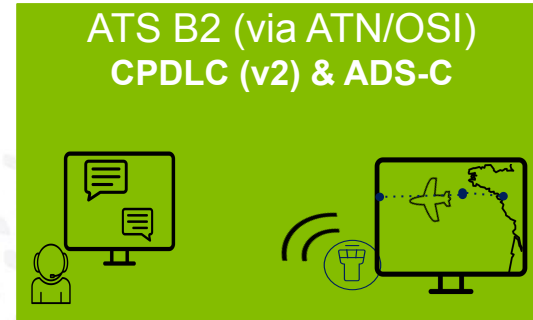 ATS B2 (via ATN/OSI)
CPDLC (v2) & ADS-C